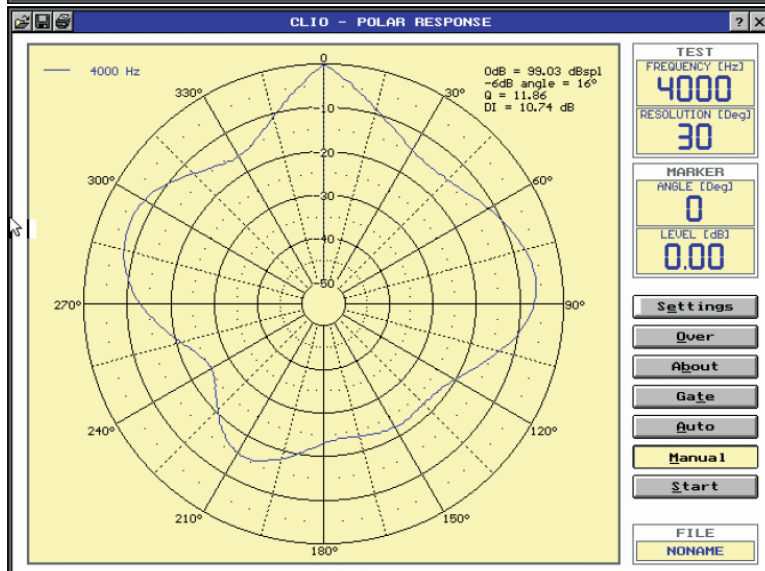 CLIO - POLAR RESPONSE
? X
4000 Hz
0dB = 99.03 dBspl
-6dB angle = 16°
Q = 11.86
DI = 10.74 dB
0
330°
30°
300°
60°
270°
90°
240°
120°
210°
150°
180°
-10
-20
-30
-40
-50
TEST
FREQUENCY [Hz]
4000
RESOLUTION [Deg]
30
MARKER
ANGLE [Deg]
0
LEVEL [dB]
0.00
Settings
Over
About
Gate
Auto
Manual
Start
FILE
NONAME